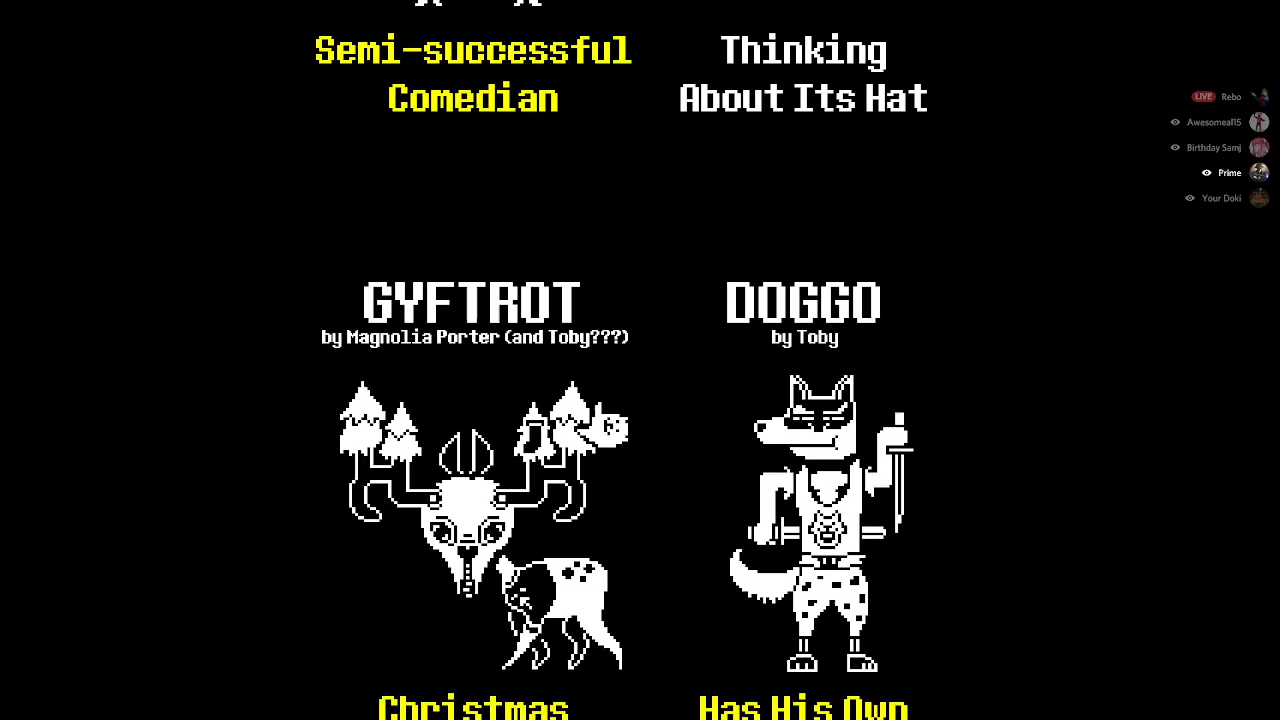 Semi-successful
Comedian
Thinking
About Its Hat
LIVE Rebo
Awesomeal15
Birthday Samj
Prime
Your Doki
GYFTROT
by Magnolia Porter (and Toby???)
DOGGO
by Toby
Christmas
Has His Own